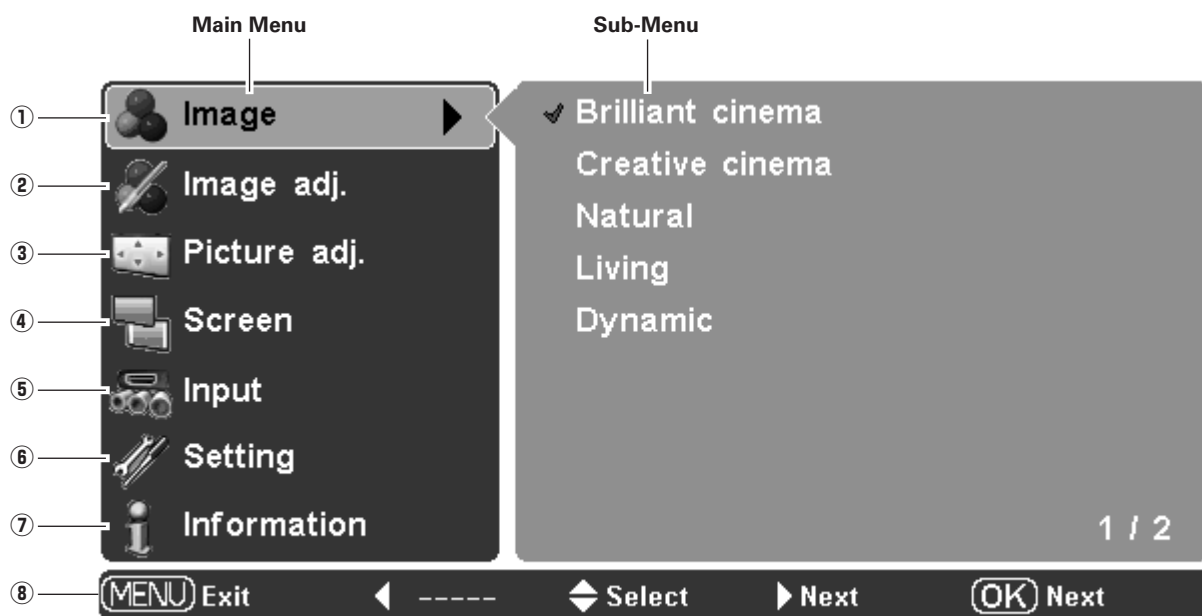 Main Menu
Sub-Menu
① Image
② Image adj.
③ Picture adj.
④ Screen
⑤ Input
⑥ Setting
⑦ Information
Brilliant cinema
Creative cinema
Natural
Living
Dynamic
1 / 2
⑧ MENU Exit ----- Select Next OK Next